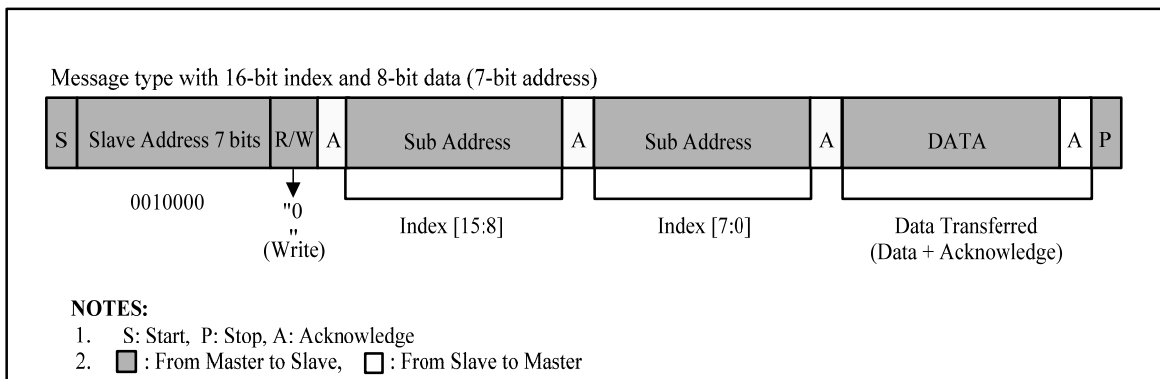 Message type with 16-bit index and 8-bit data (7-bit address)
S Slave Address 7 bits R/W A Sub Address A Sub Address A DATA A P
0010000
"0
"
(Write)
Index [15:8]
Index [7:0]
Data Transferred
(Data + Acknowledge)
NOTES:
1. S: Start, P: Stop, A: Acknowledge
2. : From Master to Slave, : From Slave to Master